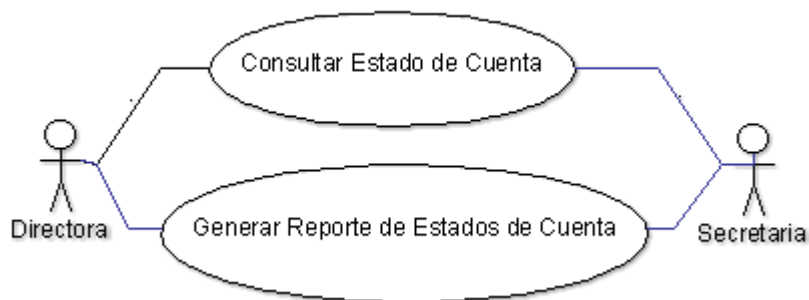 Consultar Estado de Cuenta
Generar Reporte de Estados de Cuenta
Directora
Secretaria